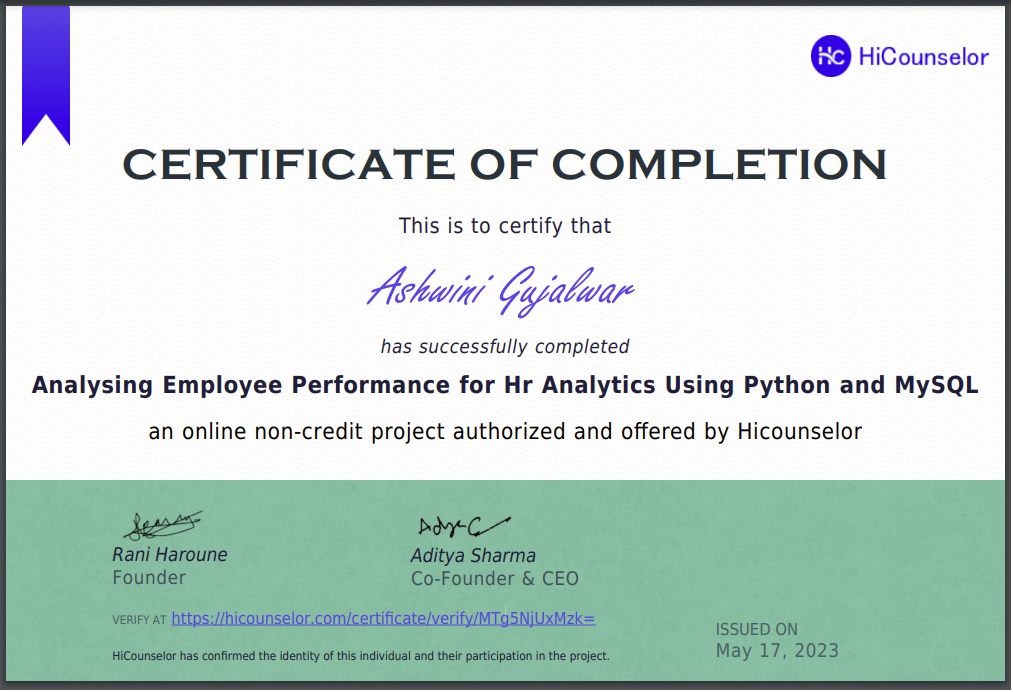 HC HiCounselor
CERTIFICATE OF COMPLETION
This is to certify that
Ashwini Gujalwar
has successfully completed
Analysing Employee Performance for Hr Analytics Using Python and MySQL
an online non-credit project authorized and offered by Hicounselor
Rani Haroune
Founder
Aditya Sharma
Co-Founder & CEO
VERIFY AT https://hicounselor.com/certificate/verify/MTg5NjUxMzk=
HiCounselor has confirmed the identity of this individual and their participation in the project.
ISSUED ON
May 17, 2023